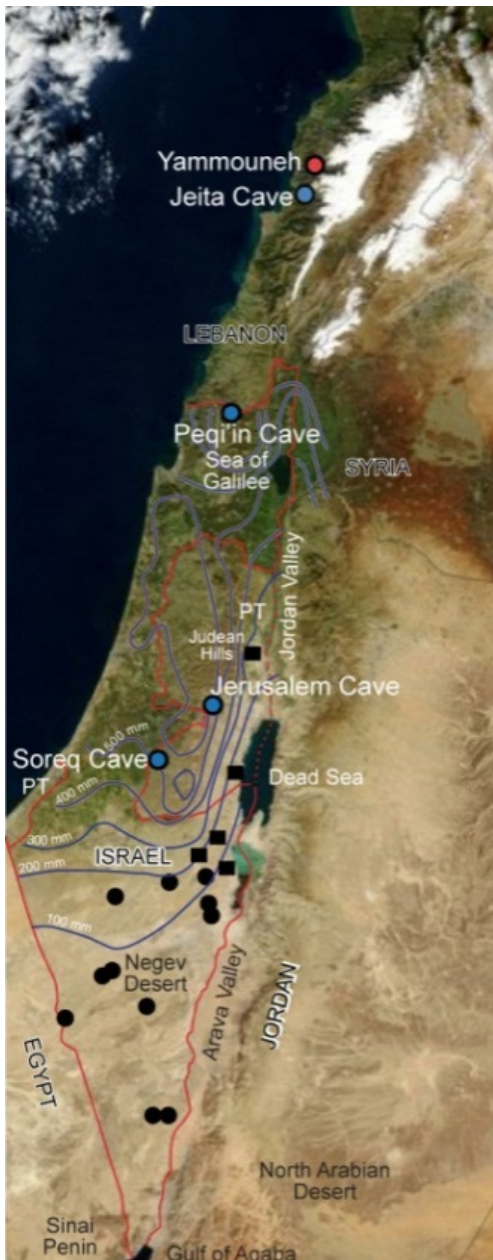 Yammouneh
Jeita Cave
LEBANON
Peqi'in Cave
Sea of
Galilee
SYRIA
Jordan Valley
PT
Judean
Hills
Jerusalem Cave
500 mm
Soreq Cave
PT
400 mm
Dead Sea
300 mm
ISRAEL
200 mm
100 mm
Negev
Desert
Arava Valley
JORDAN
EGYPT
North Arabian
Desert
Sinai
Penin
Gulf of Aqaba